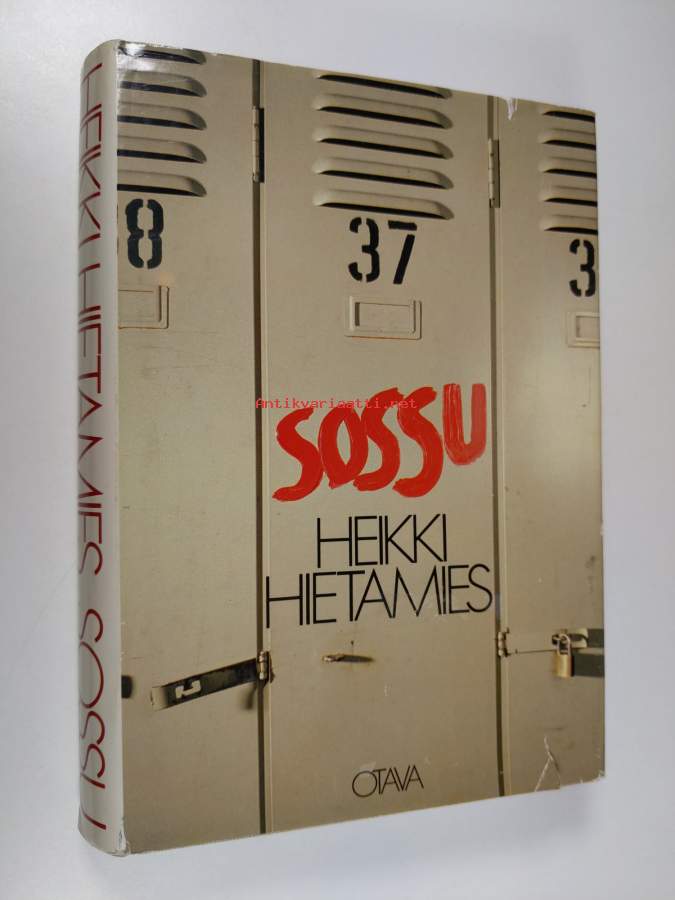 HEIKKI HIETAMIES SOSSU
8
37
3
Antikvariaatti.net
SOSSU
HEIKKI
HIETAMIES
OTAVA